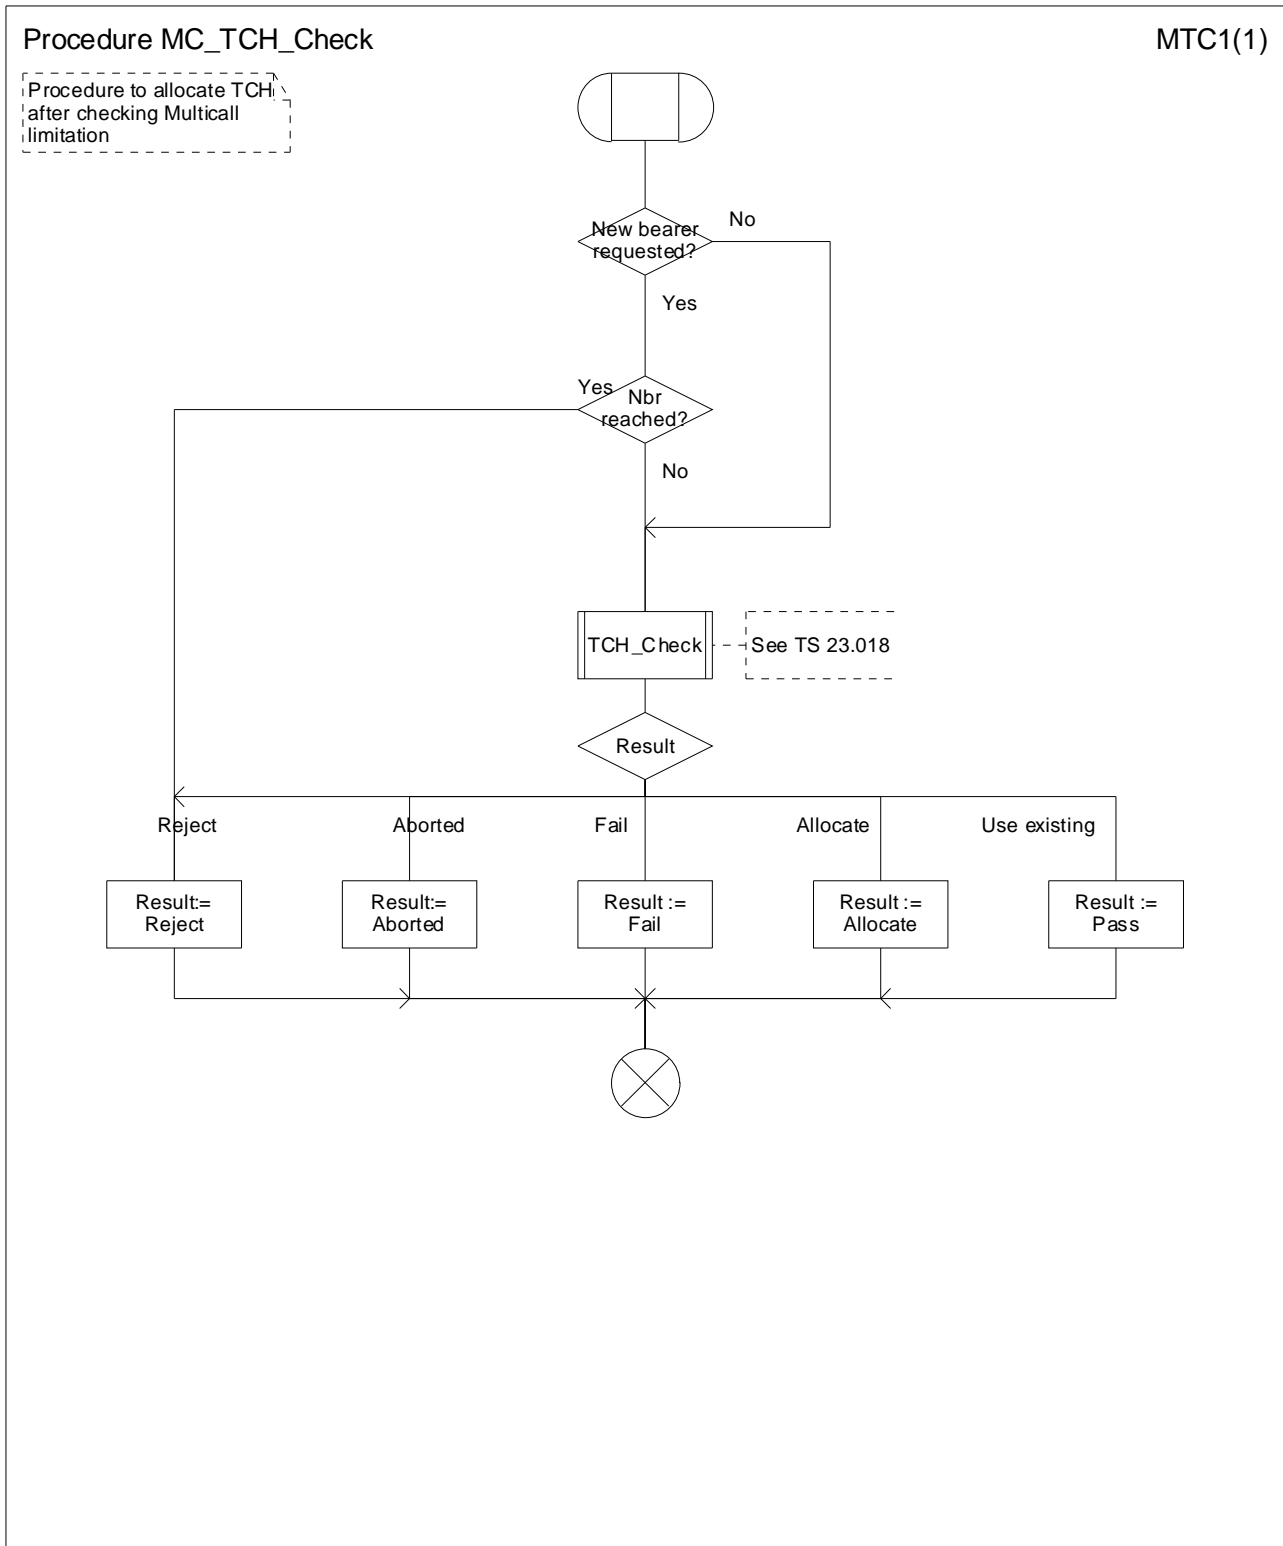 Procedure MC_TCH_Check
MTC1(1)
Procedure to allocate TCH
after checking Multicall
limitation
New bearer
requested?
No
Yes
Yes
Nbr
reached?
No
TCH_Check
See TS 23.018
Result
Reject
Aborted
Fail
Allocate
Use existing
Result:=
Reject
Result:=
Aborted
Result :=
Fail
Result :=
Allocate
Result :=
Pass